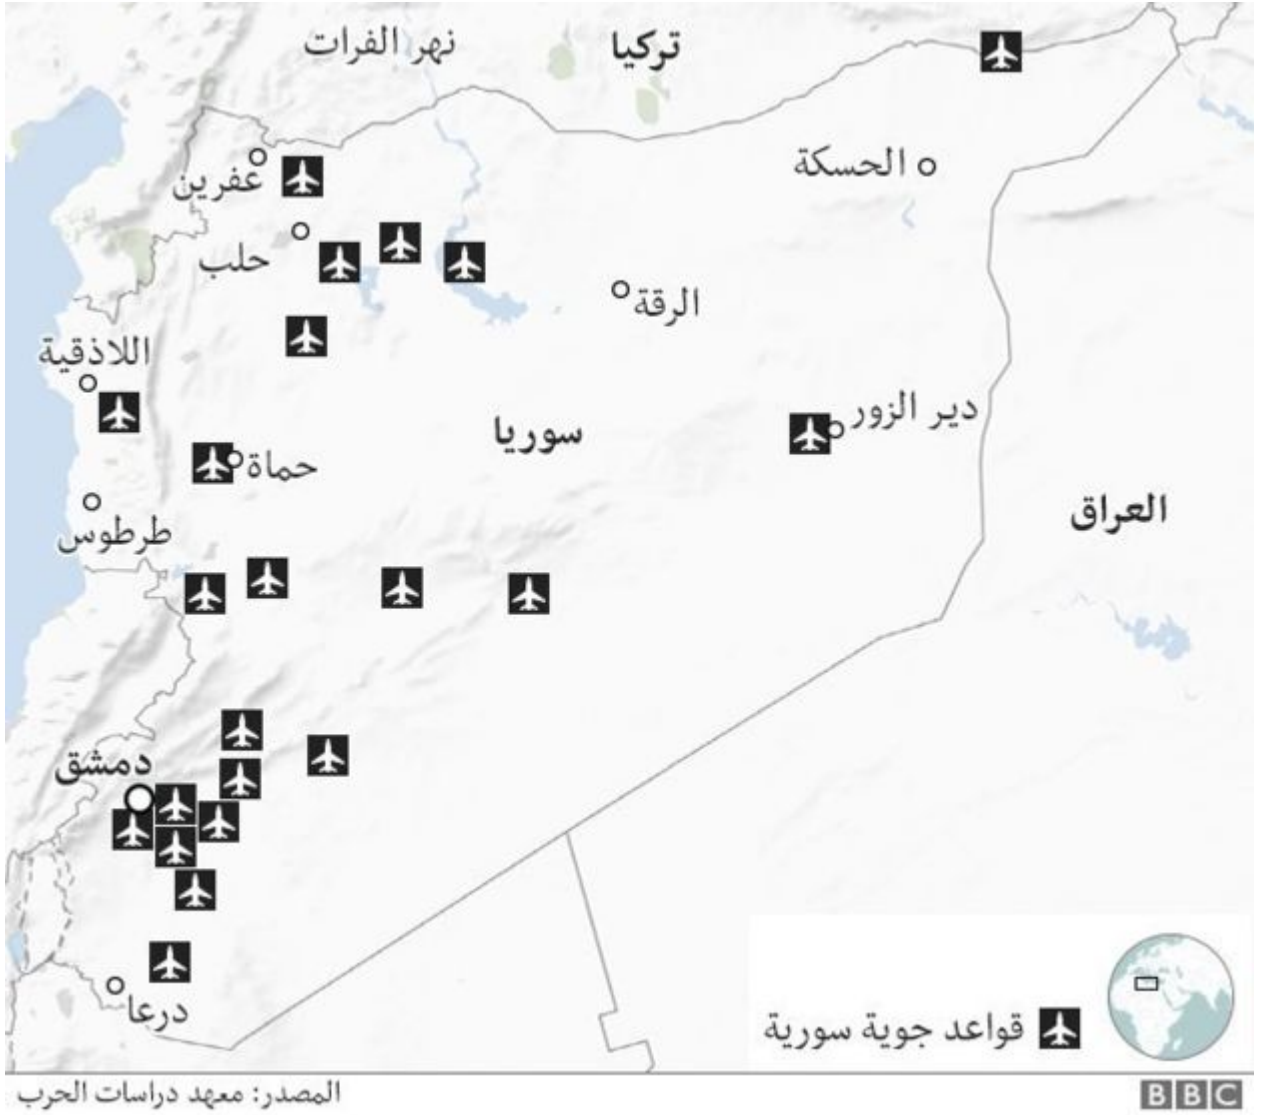 نهر الفرات
تركيا
عفرين
الحسكة
حلب
الرقة
اللاذقية
دير الزور
سوريا
حماة
العراق
طرطوس
دمشق
درعا
قواعد جوية سورية
المصدر: معهد دراسات الحرب
BBC